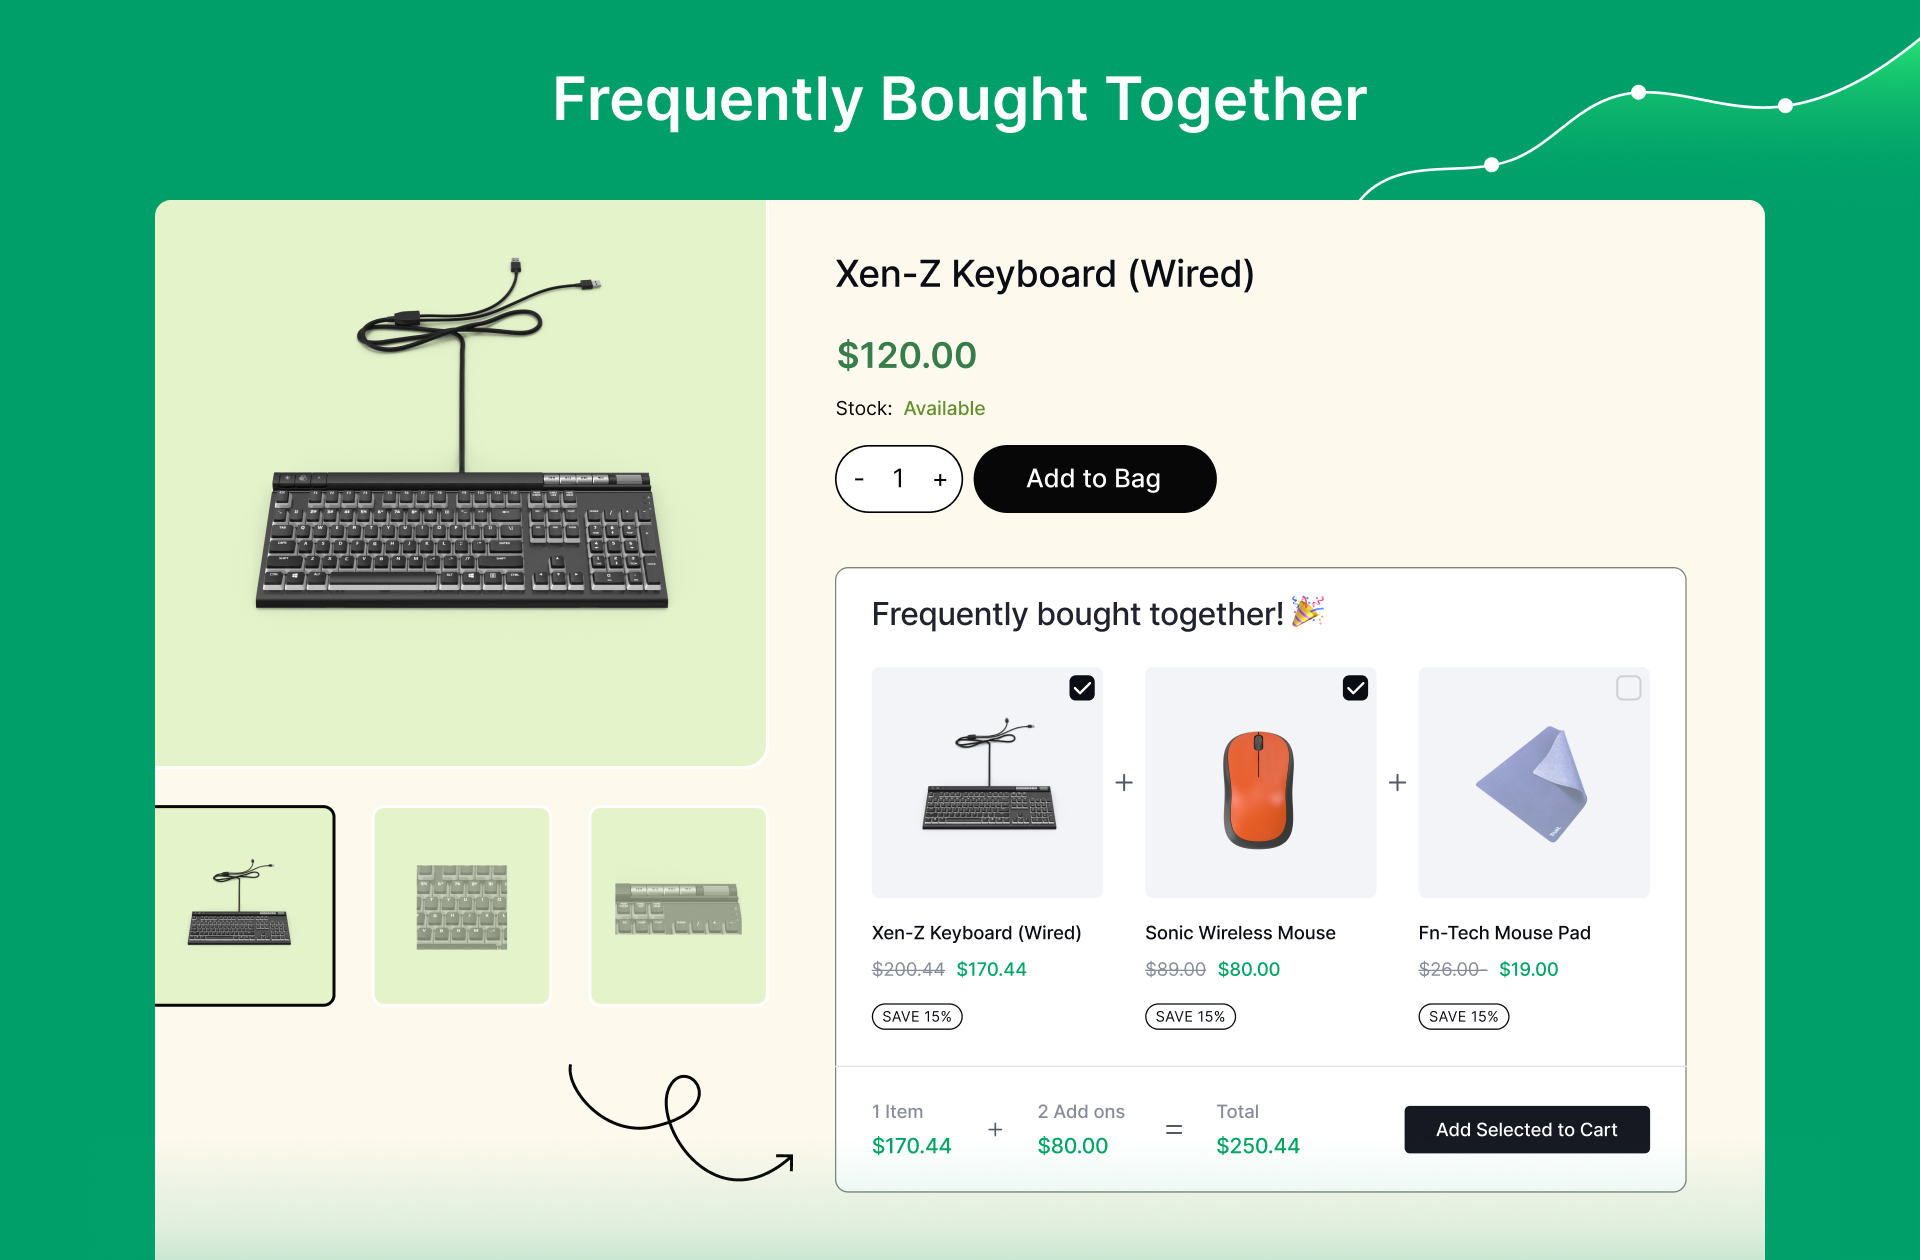 Frequently Bought Together
Xen-Z Keyboard (Wired)
$120.00
Stock: Available
- 1 +
Add to Bag
Frequently bought together! 🎉
+
+
Xen-Z Keyboard (Wired)
$200.44 $170.44
SAVE 15%
Sonic Wireless Mouse
$89.00 $80.00
SAVE 15%
Fn-Tech Mouse Pad
$26.00- $19.00
SAVE 15%
1 Item
$170.44
+
2 Add ons
$80.00
=
Total
$250.44
Add Selected to Cart